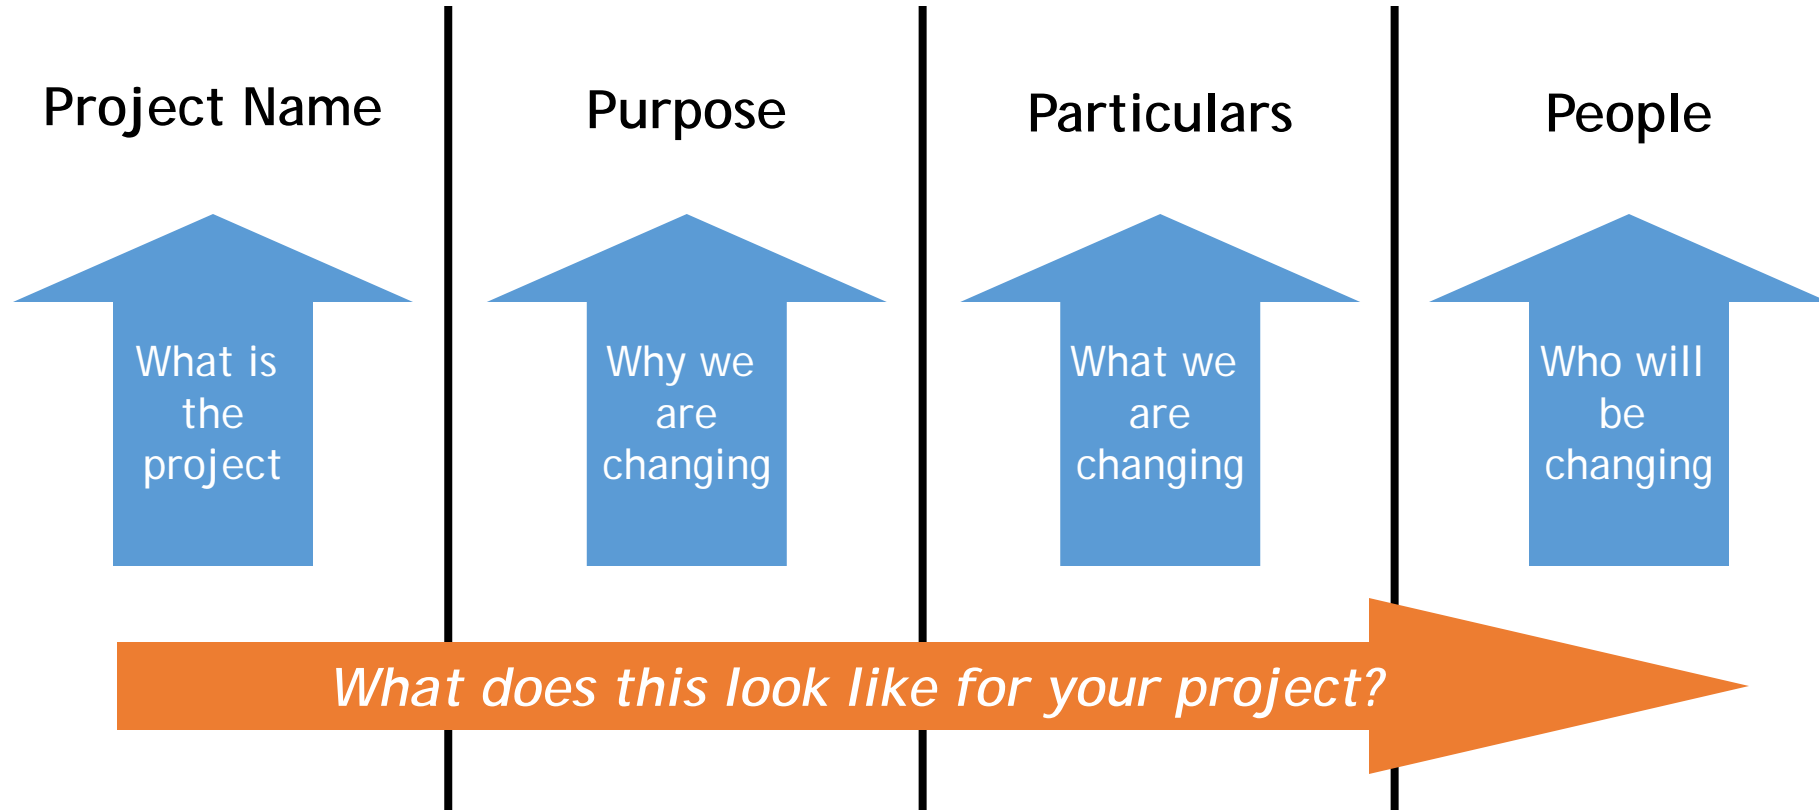 Project Name
Purpose
Particulars
People
What is
the
project
Why we
are
changing
What we
are
changing
Who will
be
changing
What does this look like for your project?